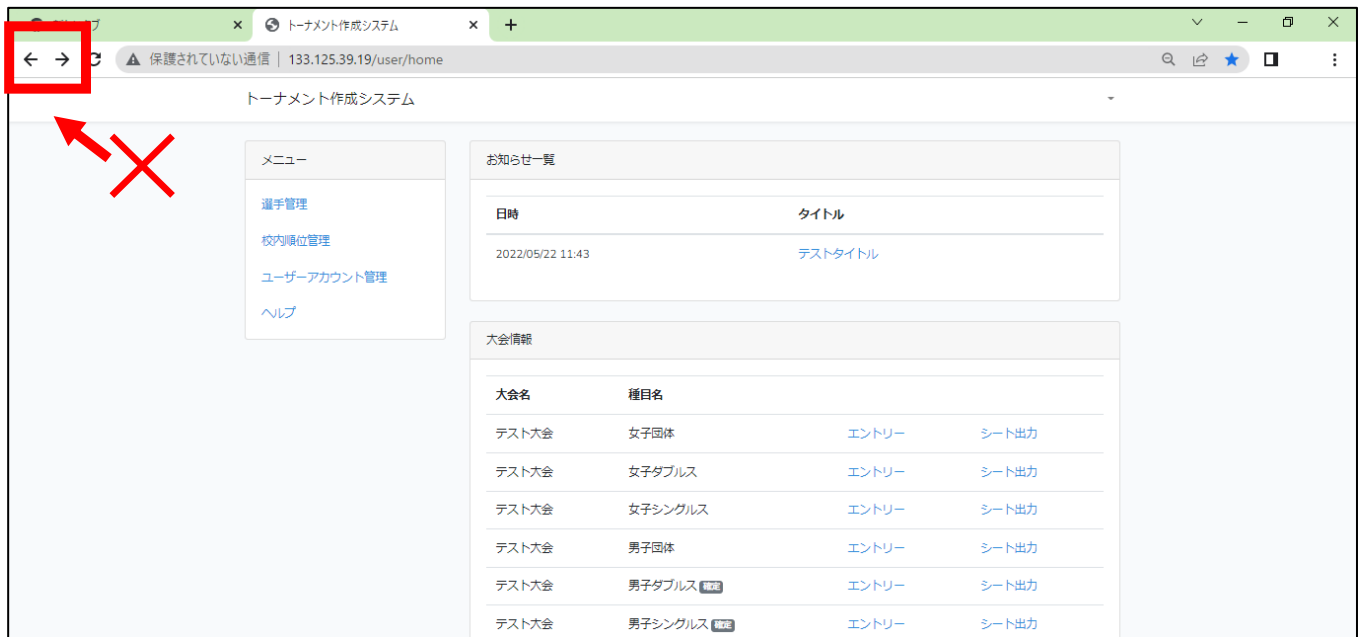 トーナメント作成システム
保護されていない通信 | 133.125.39.19/user/home
トーナメント作成システム
メニュー
選手管理
校内順位管理
ユーザーアカウント管理
ヘルプ
お知らせ一覧
日時 タイトル
2022/05/22 11:43 テストタイトル
大会情報
大会名 種目名
テスト大会 女子団体 エントリー シート出力
テスト大会 女子ダブルス エントリー シート出力
テスト大会 女子シングルス エントリー シート出力
テスト大会 男子団体 エントリー シート出力
テスト大会 男子ダブルス 確定 エントリー シート出力
テスト大会 男子シングルス 確定 エントリー シート出力